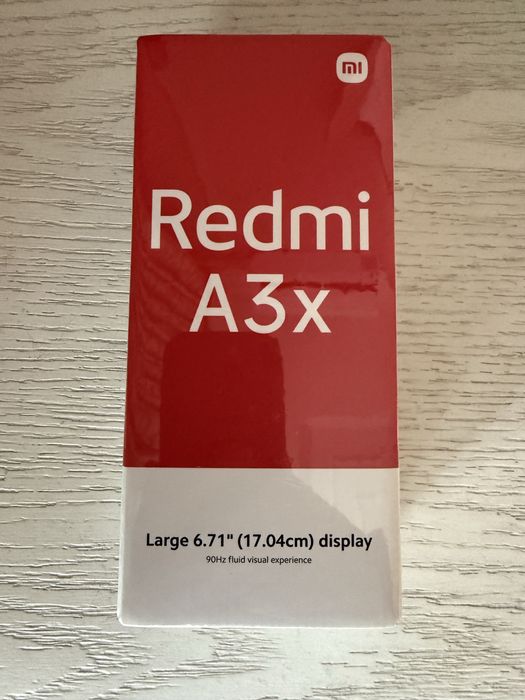 mi
Redmi
A3x
Large 6.71" (17.04cm) display
90Hz fluid visual experience